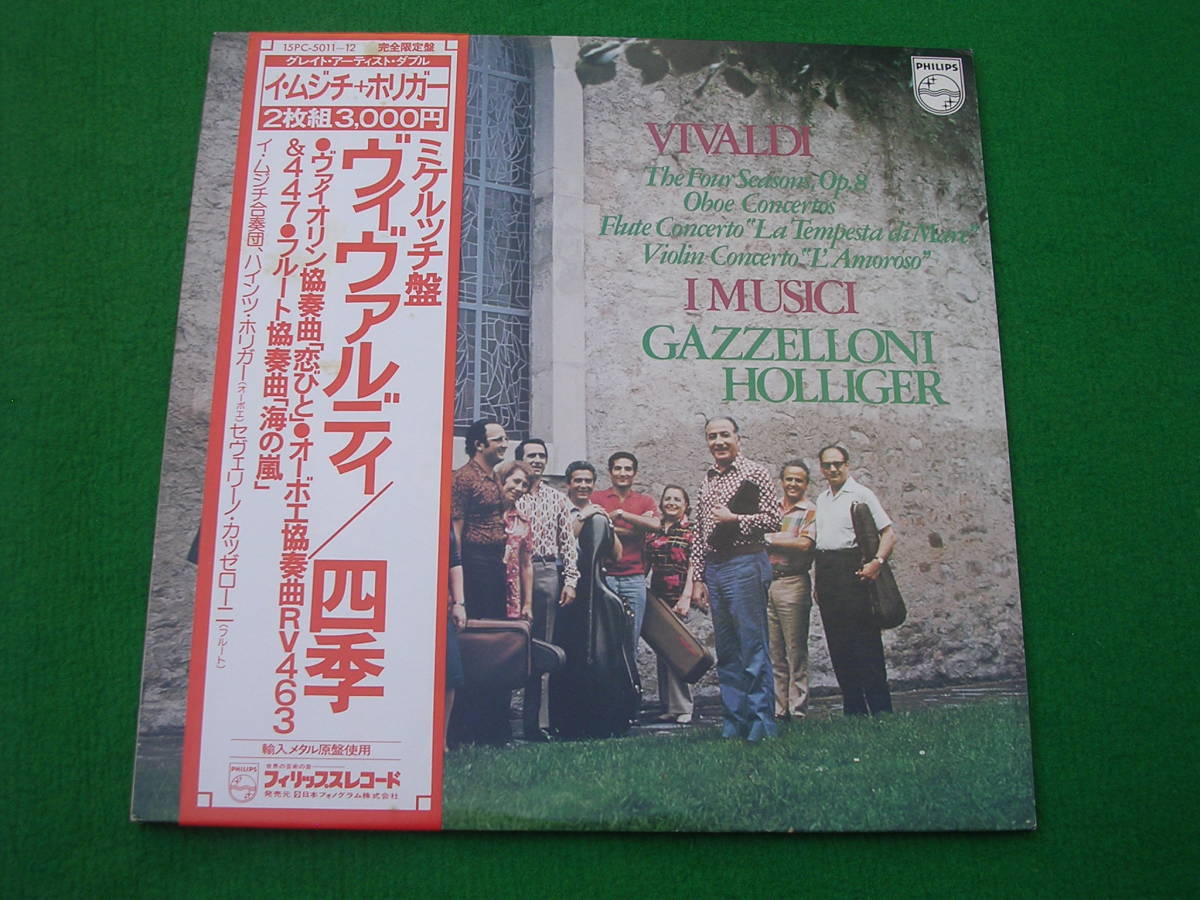 15PC-5011-12 完全限定盤
グレイト・アーティスト・ダブル
イ・ムジチ+ホリガー
2枚組3,000円
ミケルッチ盤
ヴィヴァルディ/四季
●ヴァイオリン協奏曲「恋びと」●オーボエ協奏曲RV463
&447●フルート協奏曲「海の嵐」
イ・ムジチ合奏団、ハインツ・ホリガー(オーボエ)セヴェリーノ・ガッゼローニ(フルート)
輸入メタル原盤使用
PHILIPS
世界の芸術の音
フィリップスレコード
発売元 日本フォノグラム株式会社
PHILIPS
VIVALDI
The Four Seasons, Op.8
Oboe Concertos
Flute Concerto "La Tempesta di Mare"
Violin Concerto "L'Amoroso"
I MUSICI
GAZZELLONI
HOLLIGER